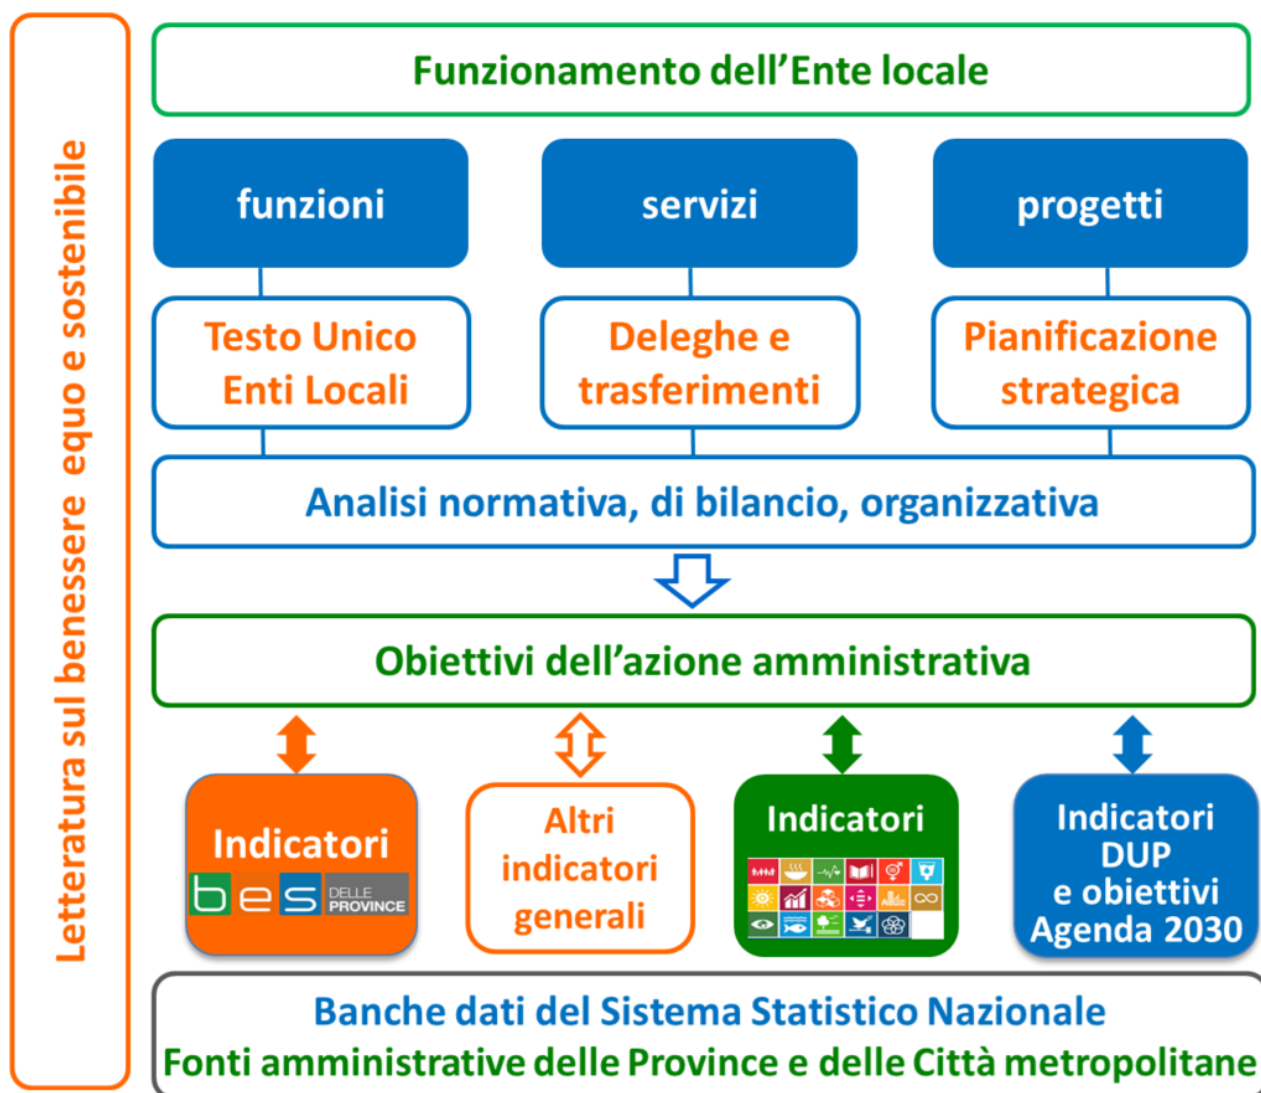 Letteratura sul benessere equo e sostenibile
Funzionamento dell’Ente locale
funzioni
servizi
progetti
Testo Unico
Enti Locali
Deleghe e
trasferimenti
Pianificazione
strategica
Analisi normativa, di bilancio, organizzativa
Obiettivi dell’azione amministrativa
Indicatori
bes
DELLE
PROVINCE
Altri
indicatori
generali
Indicatori
Indicatori
DUP
e obiettivi
Agenda 2030
Banche dati del Sistema Statistico Nazionale
Fonti amministrative delle Province e delle Città metropolitane